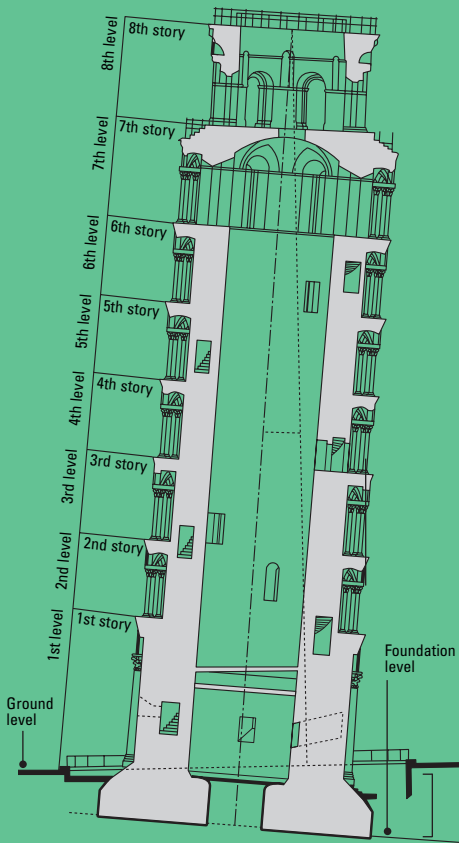 8th level
8th story
7th level
7th story
6th level
6th story
5th level
5th story
4th level
4th story
3rd level
3rd story
2nd level
2nd story
1st level
1st story
Ground
level
Foundation
level